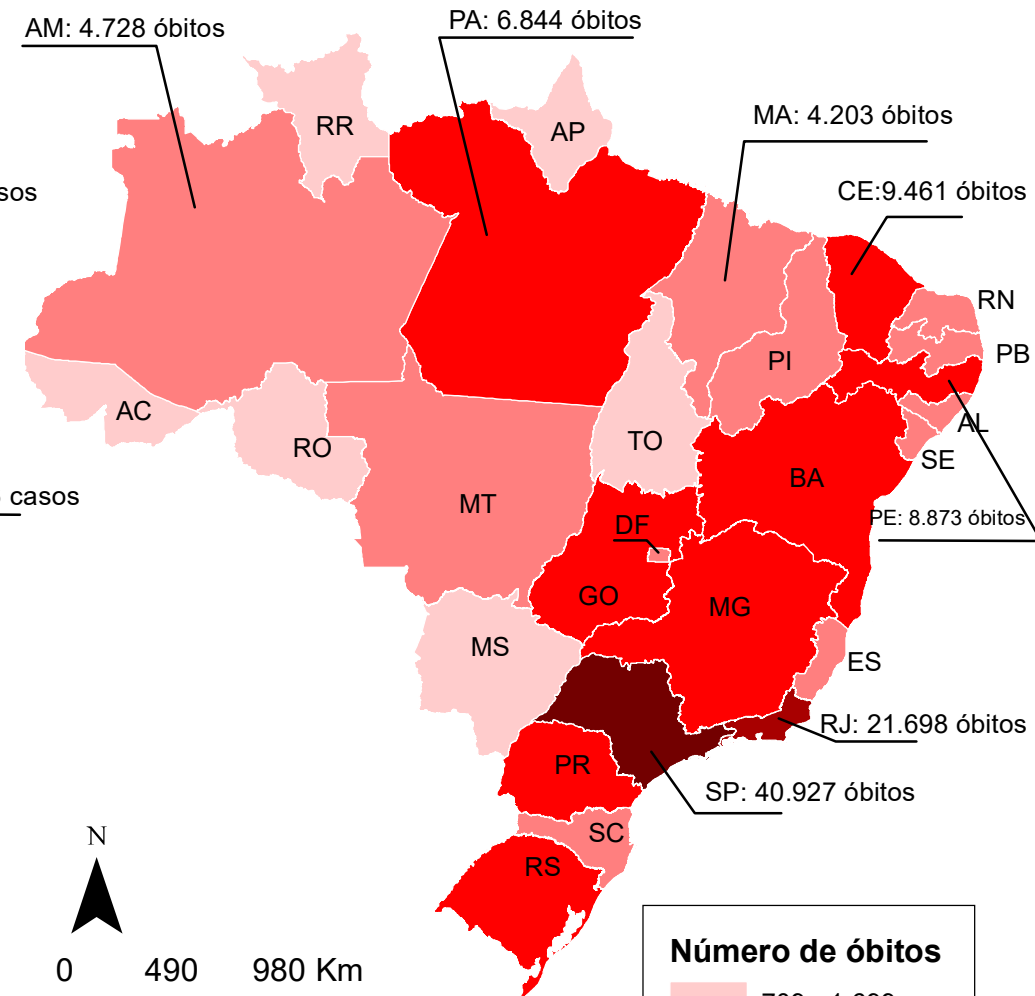 AM: 4.728 óbitos
PA: 6.844 óbitos
RR
AP
MA: 4.203 óbitos
CE:9.461 óbitos
RN
PB
PI
AC
RO
TO
AL
SE
BA
casos
MT
DF
PE: 8.873 óbitos
GO
MG
MS
ES
RJ: 21.698 óbitos
PR
SP: 40.927 óbitos
SC
RS
N
0 490 980 Km
Número de óbitos